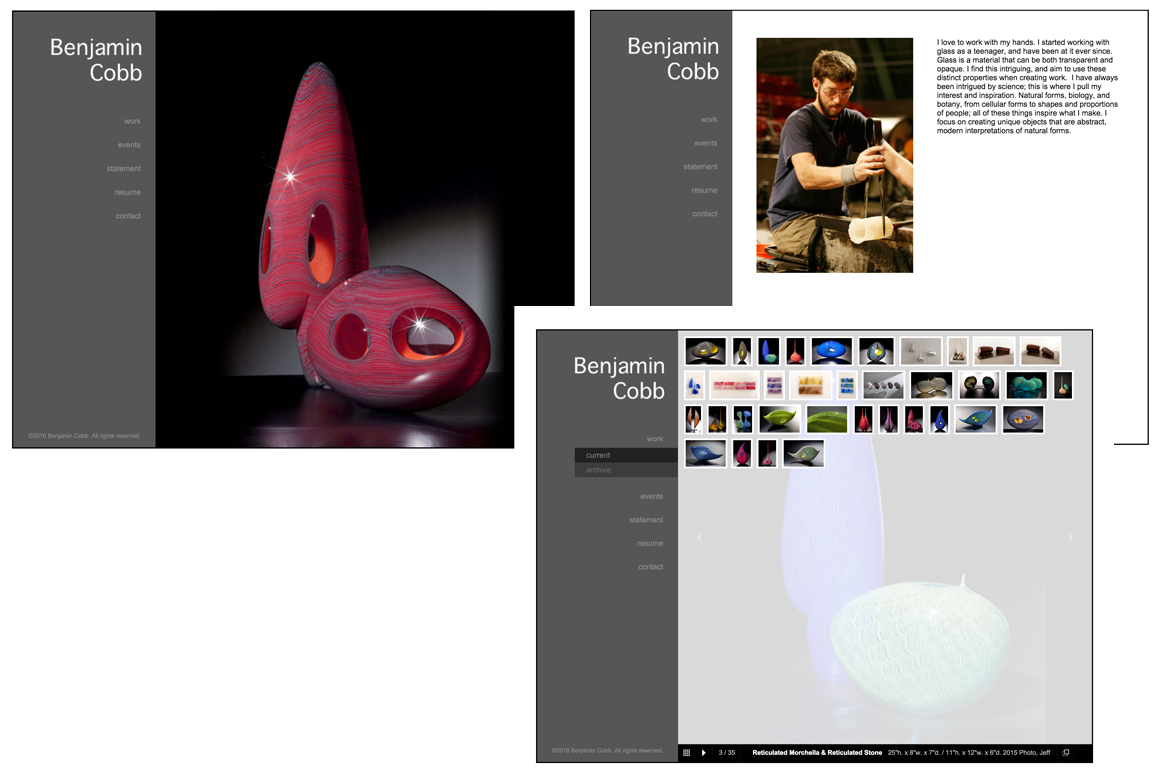 Benjamin
Cobb
work
events
statement
resume
contact
©2016 Benjamin Cobb. All rights reserved.
Benjamin
Cobb
work
events
statement
resume
contact
I love to work with my hands. I started working with
glass as a teenager, and have been at it ever since.
Glass is a material that can be both transparent and
opaque. I find this intriguing, and aim to use these
distinct properties when creating work.  I have always
been intrigued by science; this is where I pull my
interest and inspiration. Natural forms, biology, and
botany, from cellular forms to shapes and proportions
of people; all of these things inspire what I make. I
focus on creating unique objects that are abstract,
modern interpretations of natural forms.
Benjamin
Cobb
work
current
archive
events
statement
resume
contact
©2016 Benjamin Cobb. All rights reserved.
3 / 35 Reticulated Morchella & Reticulated Stone 25"h. x 8"w. x 7"d. / 11"h. x 12"w. x 6"d. 2015 Photo, Jeff